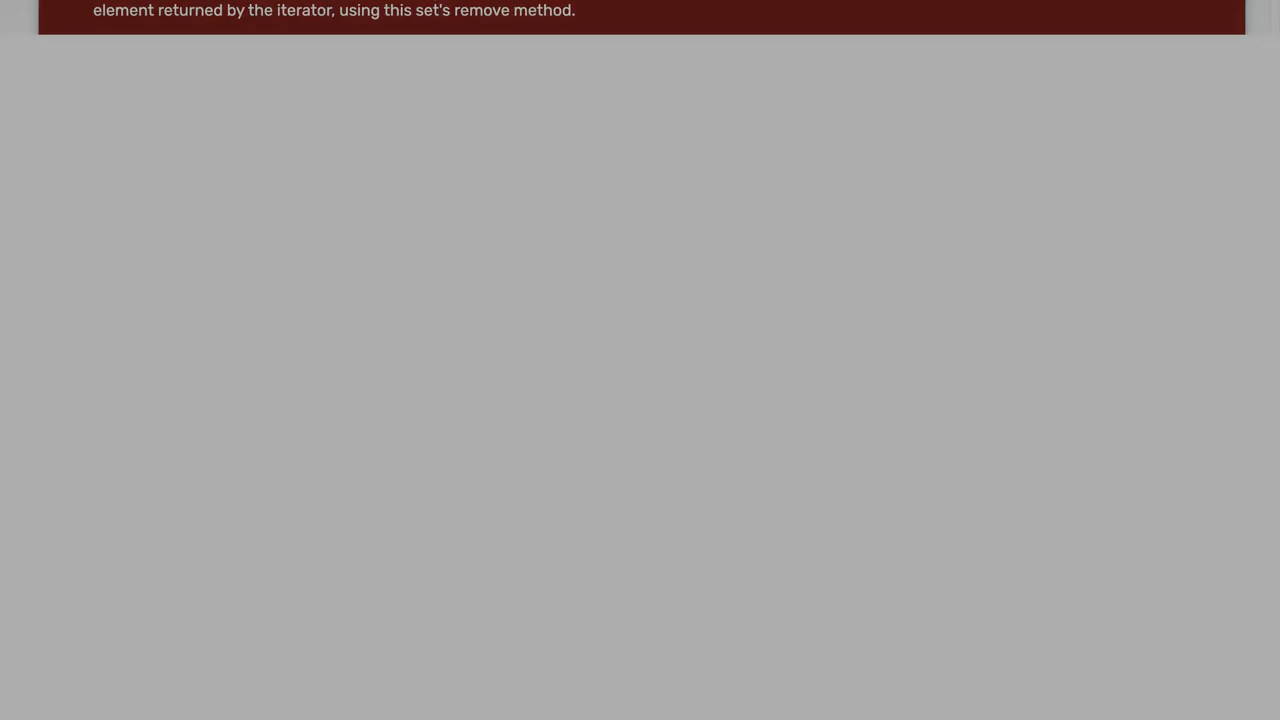 element returned by the iterator, using this set's remove method.